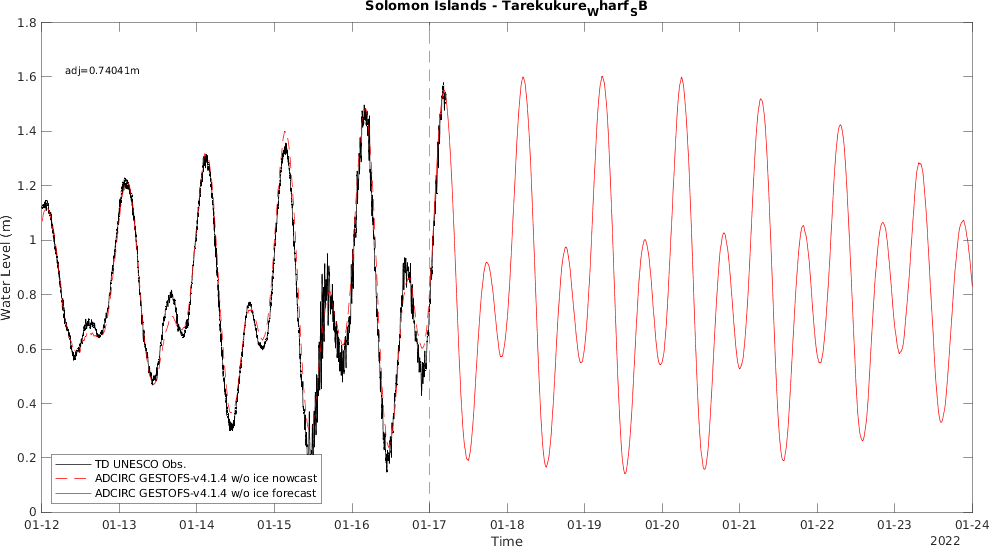 Solomon Islands - TarekukureWharfSB
1.8
adj=0.74041m
1.6
1.4
1.2
1
0.8
0.6
0.4
0.2
0
Water Level (m)
TD UNESCO Obs.
ADCIRC GESTOFS-v4.1.4 w/o ice nowcast
ADCIRC GESTOFS-v4.1.4 w/o ice forecast
01-12 01-13 01-14 01-15 01-16 01-17 01-18 01-19 01-20 01-21 01-22 01-23 01-24
Time
2022